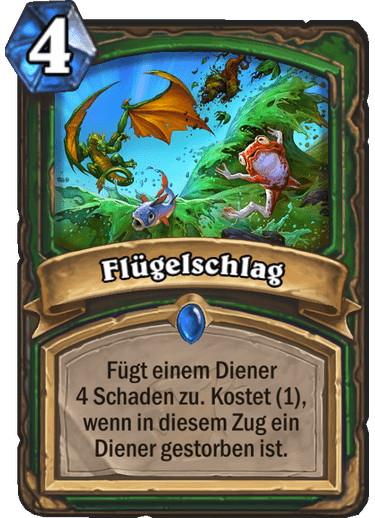 4
Flügelschlag
Fügt einem Diener
4 Schaden zu. Kostet (1),
wenn in diesem Zug ein
Diener gestorben ist.